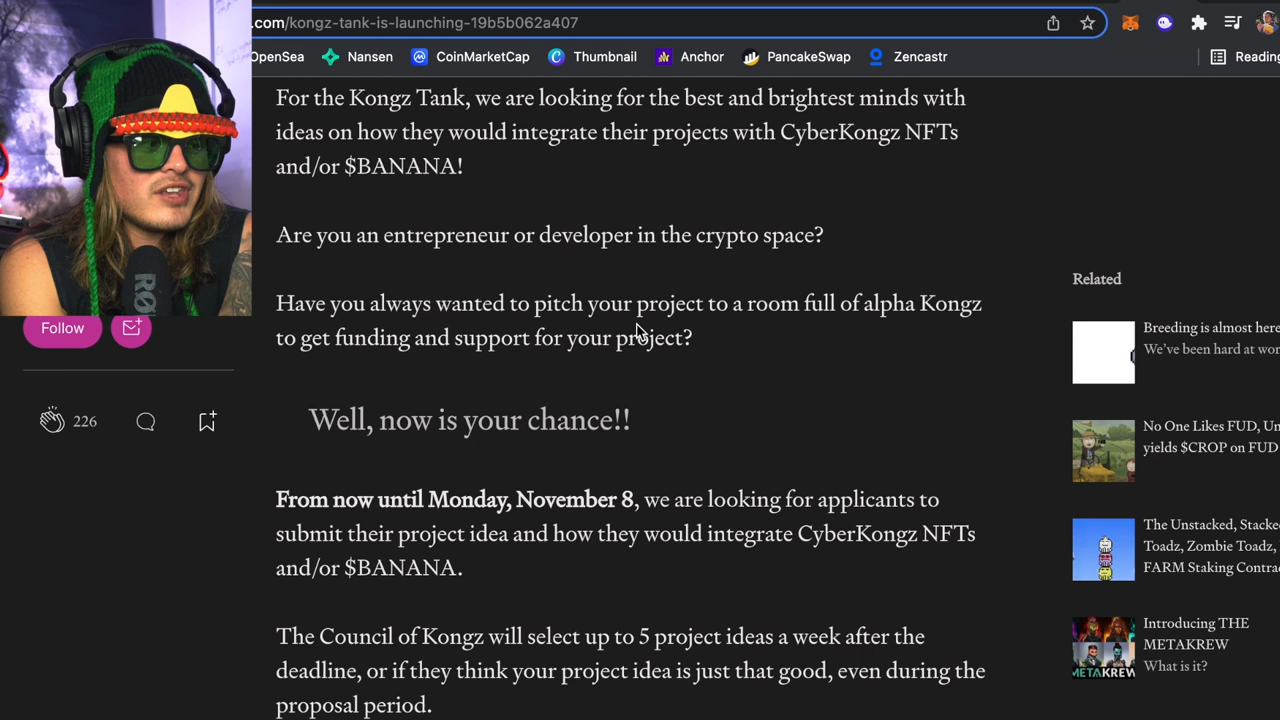 .com/kongz-tank-is-launching-19b5b062a407
OpenSea Nansen CoinMarketCap Thumbnail Anchor PancakeSwap Zencastr Reading
For the Kongz Tank, we are looking for the best and brightest minds with
ideas on how they would integrate their projects with CyberKongz NFTs
and/or $BANANA!
Are you an entrepreneur or developer in the crypto space?
Have you always wanted to pitch your project to a room full of alpha Kongz
to get funding and support for your project?
Well, now is your chance!!
From now until Monday, November 8, we are looking for applicants to
submit their project idea and how they would integrate CyberKongz NFTs
and/or $BANANA.
The Council of Kongz will select up to 5 project ideas a week after the
deadline, or if they think your project idea is just that good, even during the
proposal period.
Follow
226
RØ
Related
Breeding is almost here
We've been hard at wor
No One Likes FUD, Un
yields $CROP on FUD
The Unstacked, Stacke
Toadz, Zombie Toadz,
FARM Staking Contra
Introducing THE
METAKREW
What is it?
METAKREW